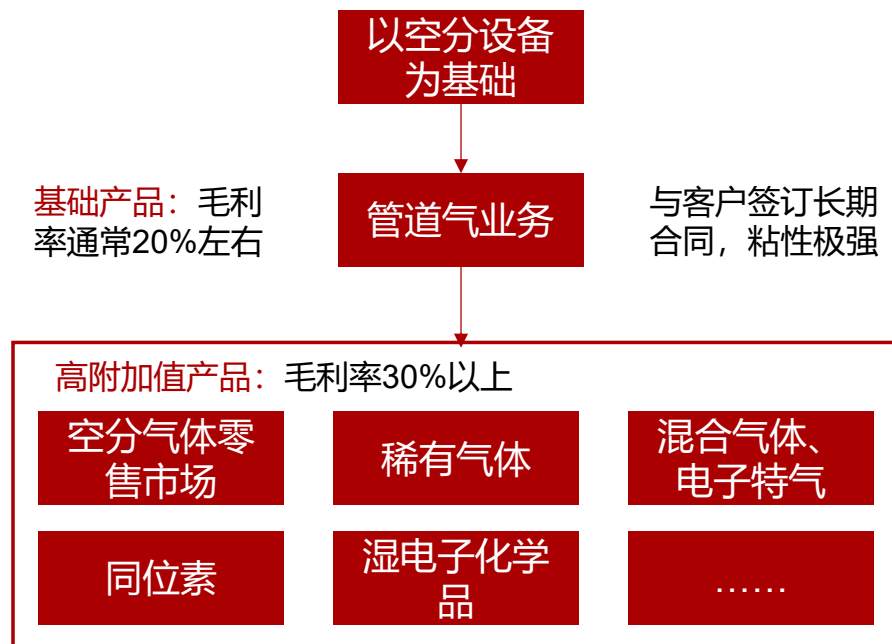 以空分设备
为基础
基础产品：毛利
率通常20%左右
管道气业务
与客户签订长期
合同，粘性极强
高附加值产品：毛利率30%以上
空分气体零
售市场
稀有气体
混合气体、
电子特气
同位素
湿电子化学
品
……